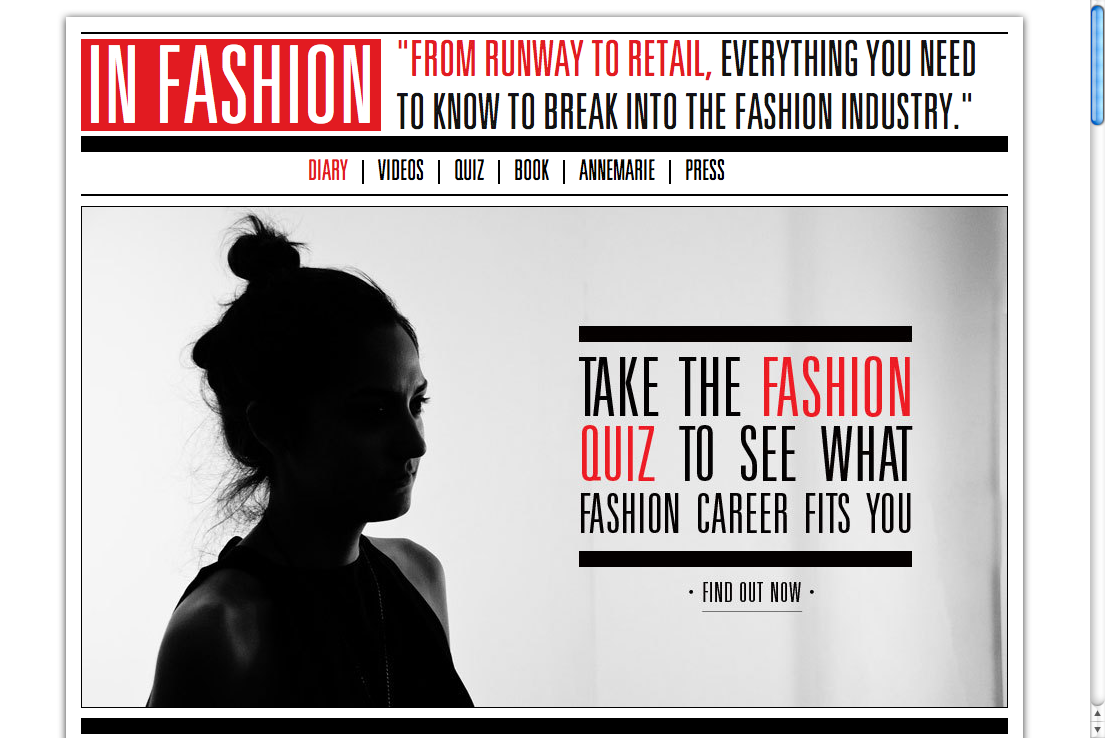 IN FASHION
"FROM RUNWAY TO RETAIL, EVERYTHING YOU NEED
TO KNOW TO BREAK INTO THE FASHION INDUSTRY."
DIARY | VIDEOS | QUIZ | BOOK | ANNEMARIE | PRESS
TAKE THE FASHION
QUIZ TO SEE WHAT
FASHION CAREER FITS YOU
• FIND OUT NOW •